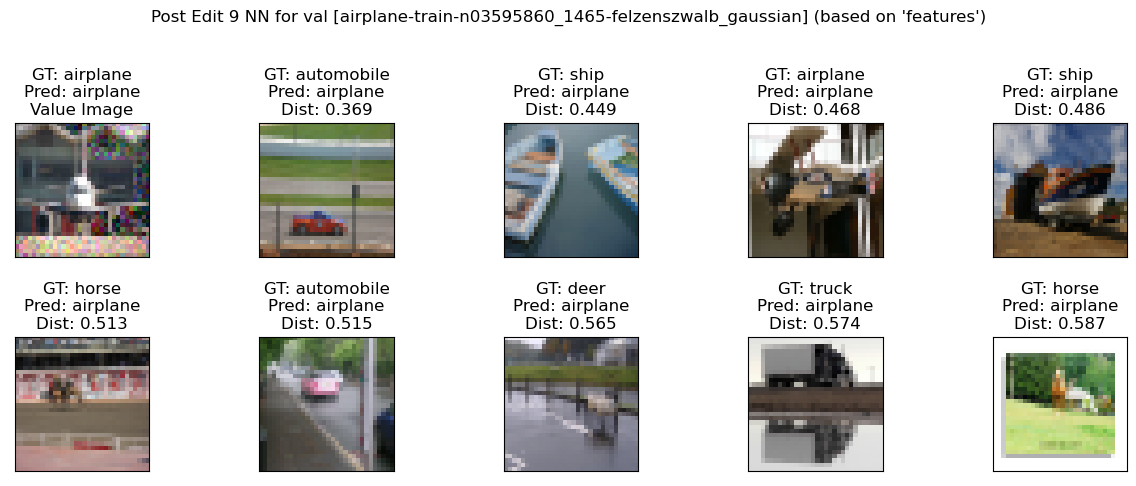 Post Edit 9 NN for val [airplane-train-n03595860_1465-felzenszwalb_gaussian] (based on 'features')
GT: airplane
Pred: airplane
Value Image
GT: automobile
Pred: airplane
Dist: 0.369
GT: ship
Pred: airplane
Dist: 0.449
GT: airplane
Pred: airplane
Dist: 0.468
GT: ship
Pred: airplane
Dist: 0.486
GT: horse
Pred: airplane
Dist: 0.513
GT: automobile
Pred: airplane
Dist: 0.515
GT: deer
Pred: airplane
Dist: 0.565
GT: truck
Pred: airplane
Dist: 0.574
GT: horse
Pred: airplane
Dist: 0.587